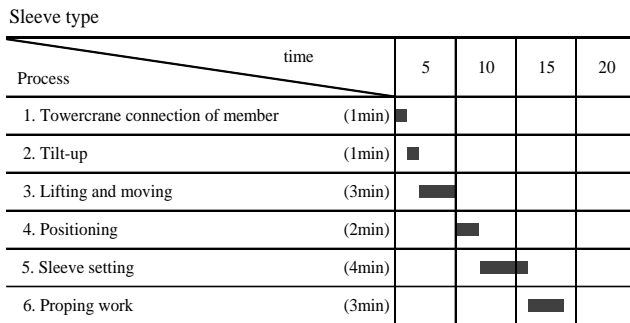 Sleeve type
time
Process
5 10 15 20
1. Towercrane connection of member (1min)
2. Tilt-up (1min)
3. Lifting and moving (3min)
4. Positioning (2min)
5. Sleeve setting (4min)
6. Proping work (3min)